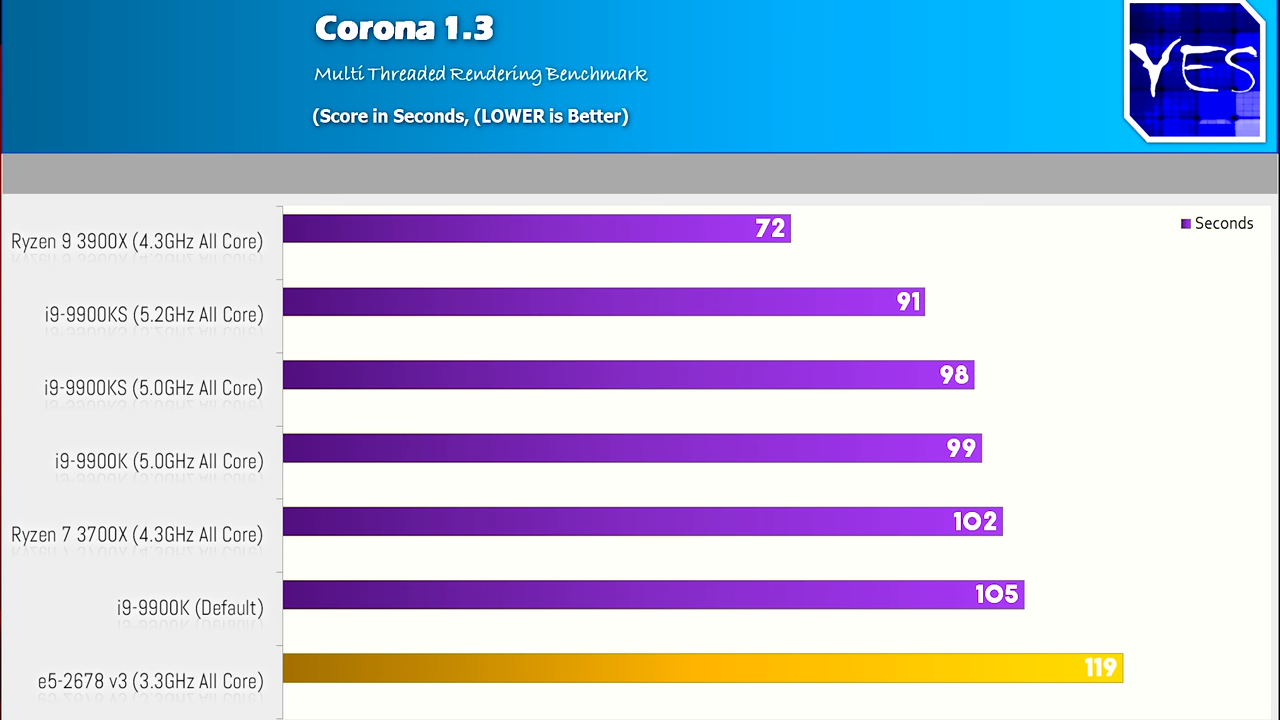 Corona 1.3
Multi Threaded Rendering Benchmark
(Score in Seconds, (LOWER is Better)
YES
Seconds
Ryzen 9 3900X (4.3GHz All Core) 72
i9-9900KS (5.2GHz All Core) 91
i9-9900KS (5.0GHz All Core) 98
i9-9900K (5.0GHz All Core) 99
Ryzen 7 3700X (4.3GHz All Core) 102
i9-9900K (Default) 105
e5-2678 v3 (3.3GHz All Core) 119